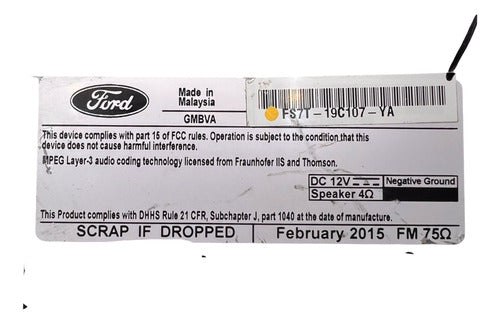 Ford
Made in
Malaysia
GMBVA
FS7T-19C107-YA
This device complies with part 15 of FCC rules. Operation is subject to the condition that this
device does not cause harmful interference.
MPEG Layer-3 audio coding technology licensed from Fraunhofer IIS and Thomson.
DC 12V Negative Ground
Speaker 4Ω
This Product complies with DHHS Rule 21 CFR, Subchapter J, part 1040 at the date of manufacture.
SCRAP IF DROPPED February 2015 FM 75Ω